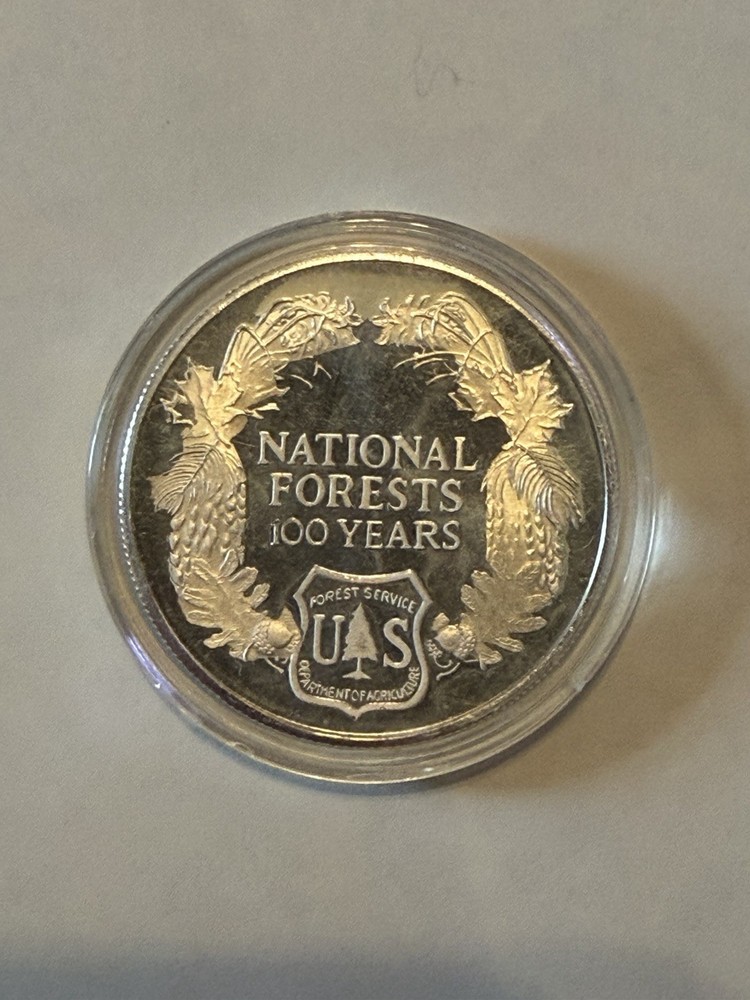 NATIONAL
FORESTS
100 YEARS
FOREST SERVICE
U S
DEPARTMENT OF AGRICULTURE